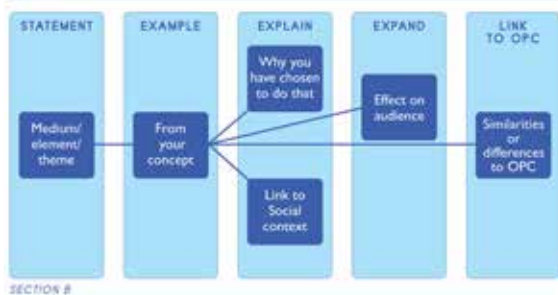 STATEMENT
EXAMPLE
EXPLAIN
EXPAND
LINK
TO OPC
Medium/
element/
theme
From
your
concept
Why you
have chosen
to do that
Link to
Social
context
Effect on
audience
Similarities
or
differences
to OPC
SECTION B